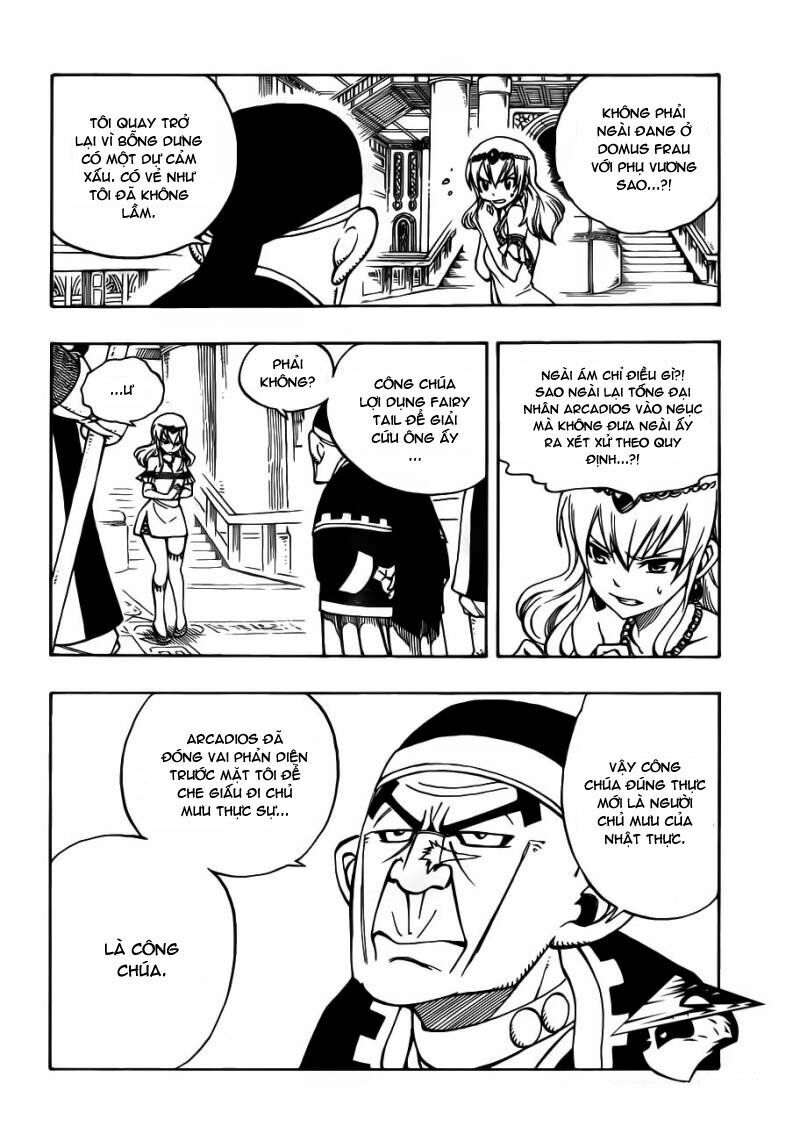 KHÔNG PHẢI
NGÀI ĐANG Ở
DOMUS FRAU
VỚI PHỤ VƯƠNG
SAO...?!
TÔI QUAY TRỞ
LẠI VÌ BỖNG DƯNG
CÓ MỘT DỰ CẢM
XẤU. CÓ VẺ NHƯ
TÔI ĐÃ KHÔNG
LẦM.
NGÀI ÁM CHỈ ĐIỀU GÌ?!
SAO NGÀI LẠI TỐNG ĐẠI
NHÂN ARCADIOS VÀO NGỤC
MÀ KHÔNG ĐƯA NGÀI ẤY
RA XÉT XỬ THEO QUY
ĐỊNH...?!
CÔNG CHÚA
LỢI DỤNG FAIRY
TAIL ĐỂ GIẢI
CỨU ÔNG ẤY
...
PHẢI
KHÔNG?
...Ư
VẬY CÔNG
CHÚA ĐÚNG THỰC
MỚI LÀ NGƯỜI
CHỦ MƯU CỦA
NHẬT THỰC.
ARCADIOS ĐÃ
ĐÓNG VAI PHẢN DIỆN
TRƯỚC MẶT TÔI ĐỂ
CHE GIẤU ĐI CHỦ
MƯU THỰC SỰ...
LÀ CÔNG
CHÚA.